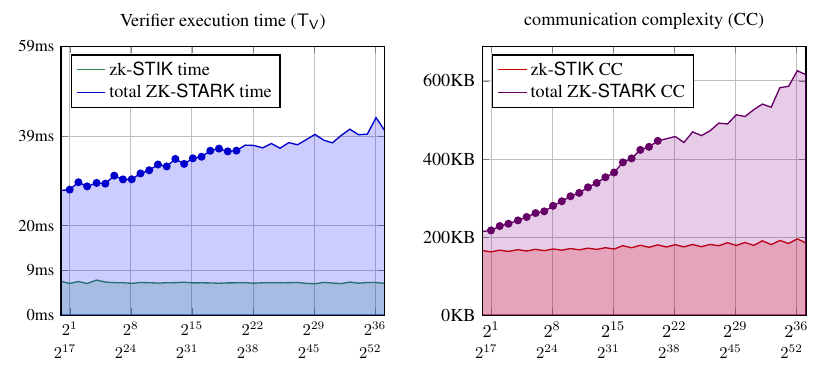 Verifier execution time (TV)
59ms
39ms
20ms
9ms
0ms
zk-STIK time
total ZK-STARK time
2^1 2^8 2^15 2^22 2^29 2^36
2^17 2^24 2^31 2^38 2^45 2^52
communication complexity (CC)
600KB
400KB
200KB
0KB
zk-STIK CC
total ZK-STARK CC
2^1 2^8 2^15 2^22 2^29 2^36
2^17 2^24 2^31 2^38 2^45 2^52